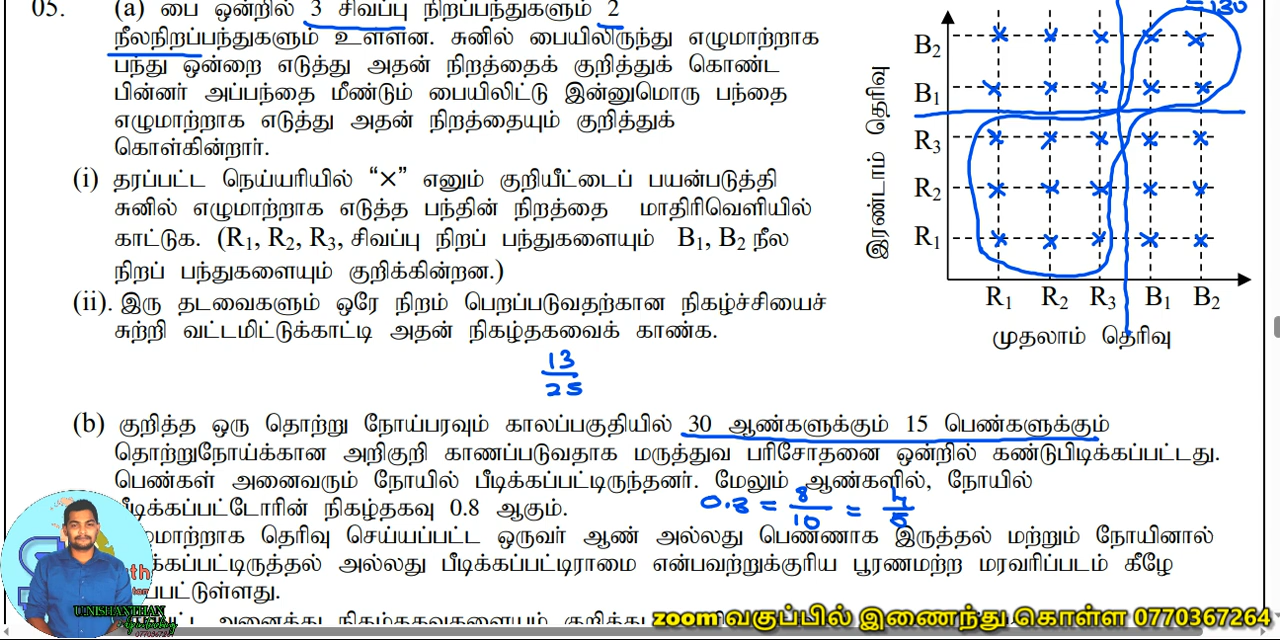 05. (a) பை ஒன்றில் 3 சிவப்பு நிறப்பந்துகளும் 2
நீலநிறப்பந்துகளும் உள்ளன. சுனில் பையிலிருந்து எழுமாற்றாக
பந்து ஒன்றை எடுத்து அதன் நிறத்தைக் குறித்துக் கொண்ட
பின்னர் அப்பந்தை மீண்டும் பையிலிட்டு இன்னுமொரு பந்தை
எழுமாற்றாக எடுத்து அதன் நிறத்தையும் குறித்துக்
கொள்கின்றார்.
(i) தரப்பட்ட நெய்யரியில் “×” எனும் குறியீட்டைப் பயன்படுத்தி
சுனில் எழுமாற்றாக எடுத்த பந்தின் நிறத்தை மாதிரிவெளியில்
காட்டுக. (R₁, R₂, R₃, சிவப்பு நிறப் பந்துகளையும் B₁, B₂ நீல
நிறப் பந்துகளையும் குறிக்கின்றன.)
(ii). இரு தடவைகளும் ஒரே நிறம் பெறப்படுவதற்கான நிகழ்ச்சியைச்
சுற்றி வட்டமிட்டுக்காட்டி அதன் நிகழ்தகவைக் காண்க.
13
25
= 130
இரண்டாம் தெரிவு
B₂
B₁
R₃
R₂
R₁
R₁ R₂ R₃ B₁ B₂
முதலாம் தெரிவு
(b) குறித்த ஒரு தொற்று நோய்பரவும் காலப்பகுதியில் 30 ஆண்களுக்கும் 15 பெண்களுக்கும்
தொற்றுநோய்க்கான அறிகுறி காணப்படுவதாக மருத்துவ பரிசோதனை ஒன்றில் கண்டுபிடிக்கப்பட்டது.
பெண்கள் அனைவரும் நோயில் பீடிக்கப்பட்டிருந்தனர். மேலும் ஆண்களில், நோயில்
பீடிக்கப்பட்டோரின் நிகழ்தகவு 0.8 ஆகும்.
0.8 = 8/10 = 4/5
தெரிவு செய்யப்பட்ட ஒருவர் ஆண் அல்லது பெண்ணாக இருத்தல் மற்றும் நோயினால்
அல்லது பீடிக்கப்பட்டிராமை என்பவற்றுக்குரிய பூரணமற்ற மரவரிப்படம் கீழே
U.NISHANTHAN
0770367264
zoom வகுப்பில் இணைந்து கொள்ள 0770367264